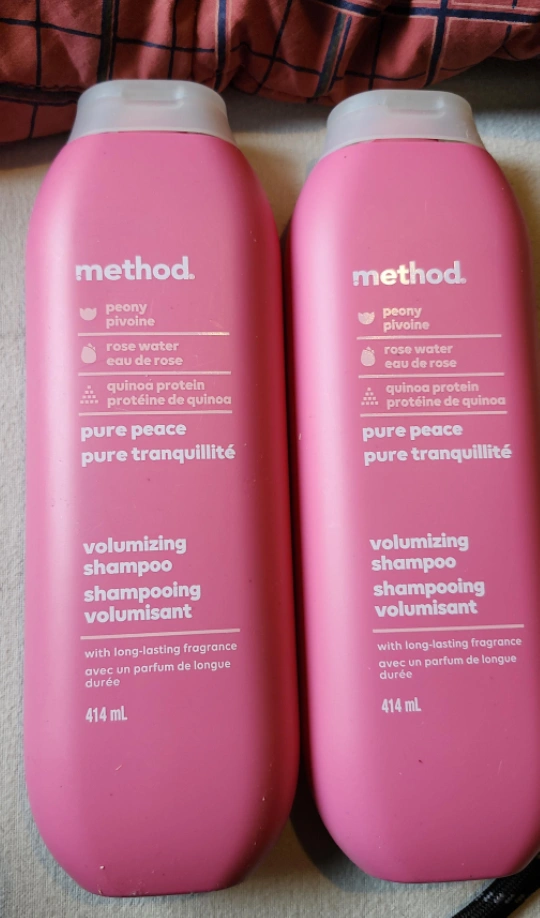 method.
peony
pivoine
rose water
eau de rose
quinoa protein
protéine de quinoa
pure peace
pure tranquillité
volumizing
shampoo
shampooing
volumisant
with long-lasting fragrance
avec un parfum de longue
durée
414 mL
method.
peony
pivoine
rose water
eau de rose
quinoa protein
protéine de quinoa
pure peace
pure tranquillité
volumizing
shampoo
shampooing
volumisant
with long-lasting fragrance
avec un parfum de longue
durée
414 mL